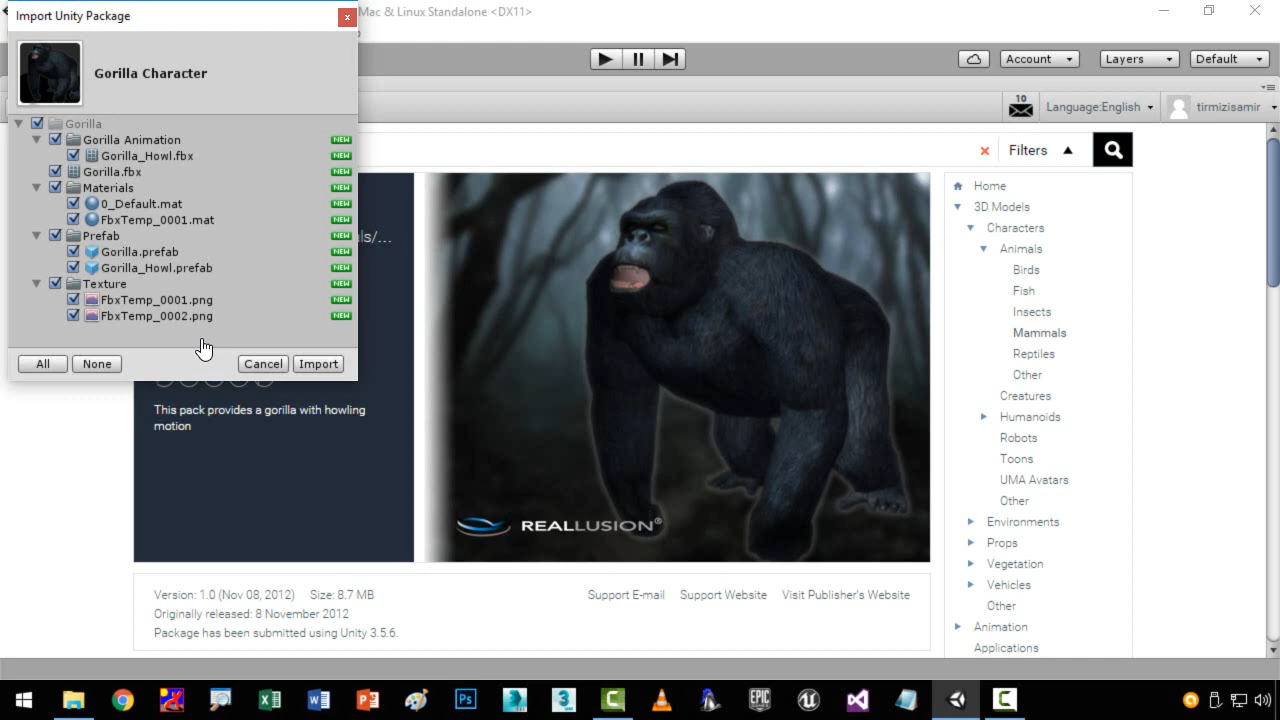 Import Unity Package
x
Mac & Linux Standalone <DX11>
Gorilla Character
Account
Layers
Default
10
Language:English
tirmizisamir
Gorilla
Gorilla Animation NEW
Gorilla_Howl.fbx NEW
Gorilla.fbx NEW
Materials NEW
0_Default.mat NEW
FbxTemp_0001.mat NEW
Prefab NEW
Gorilla.prefab NEW
Gorilla_Howl.prefab NEW
Texture NEW
FbxTemp_0001.png NEW
FbxTemp_0002.png NEW
All None Cancel Import
Filters
ls/...
This pack provides a gorilla with howling
motion
REALLUSION®
Version: 1.0 (Nov 08, 2012) Size: 8.7 MB
Originally released: 8 November 2012
Package has been submitted using Unity 3.5.6.
Support E-mail Support Website Visit Publisher's Website
Home
3D Models
Characters
Animals
Birds
Fish
Insects
Mammals
Reptiles
Other
Creatures
Humanoids
Robots
Toons
UMA Avatars
Other
Environments
Props
Vegetation
Vehicles
Other
Animation
Applications
Ps
3
EPIC
GAMES